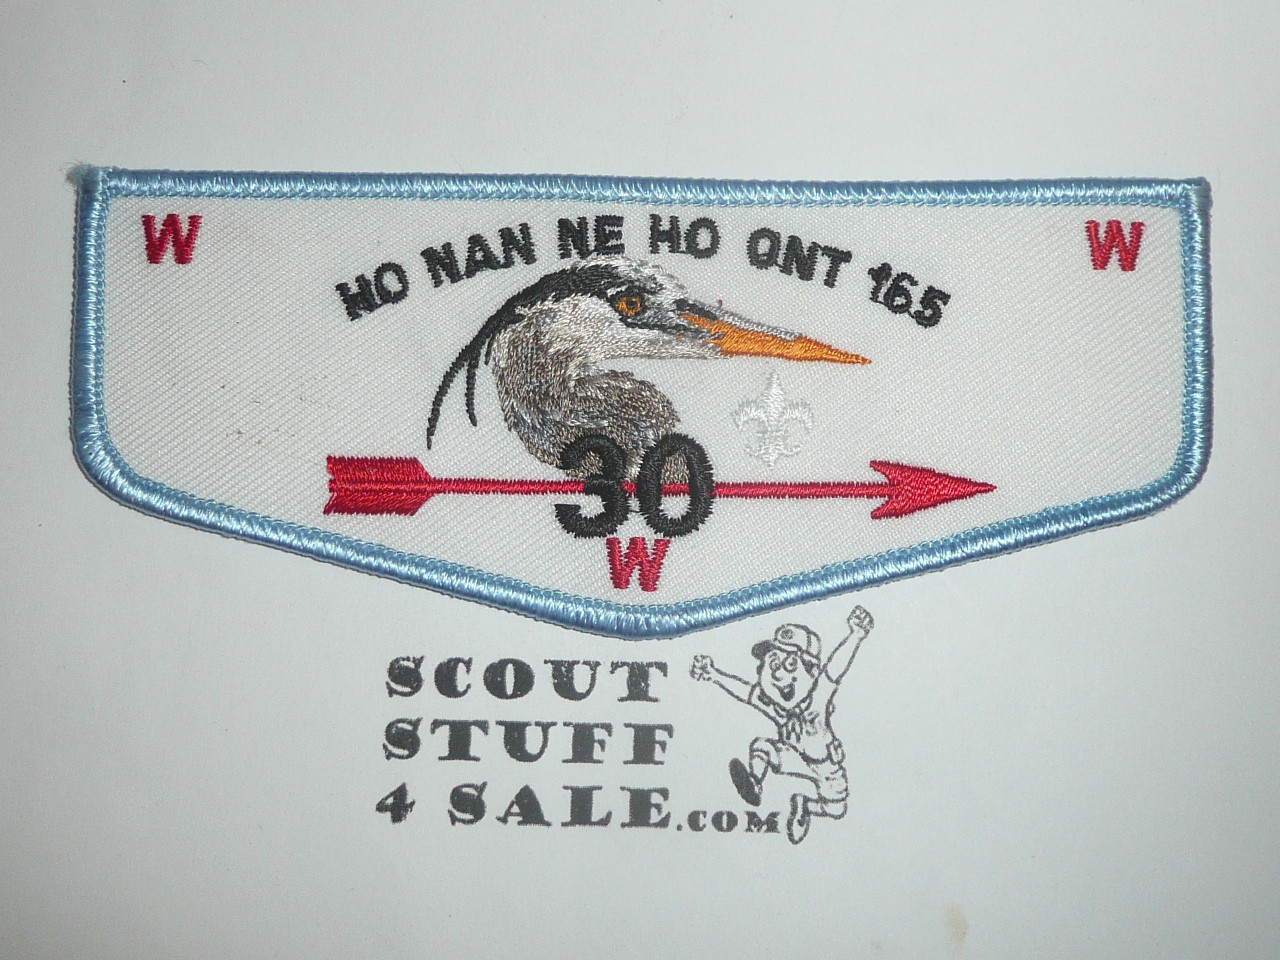 W W
HO NAN NE HO ONT 165
30
W
SCOUT
STUFF
4 SALE.COM